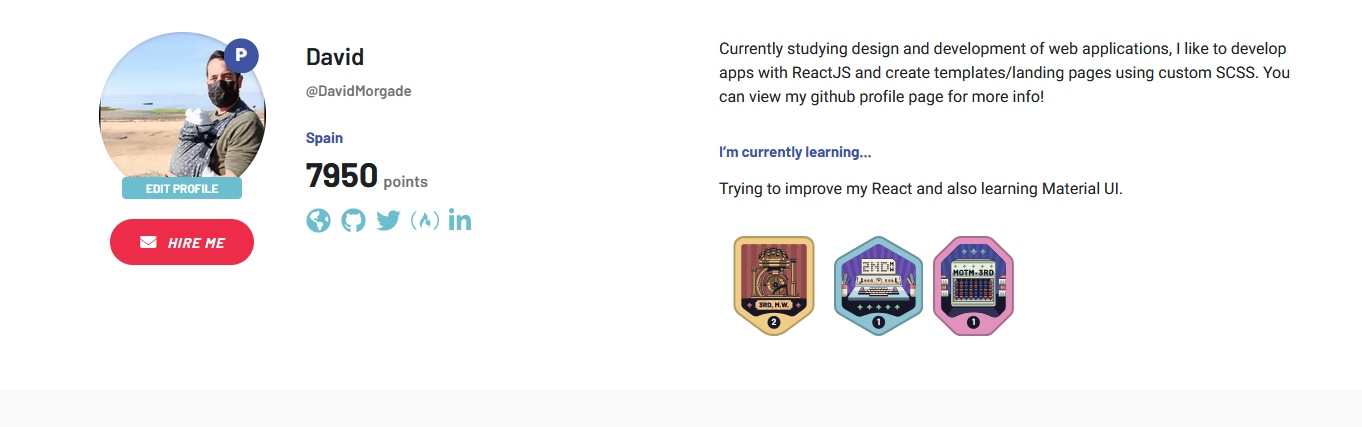 P
David
@DavidMorgade
Spain
7950 points
EDIT PROFILE
HIRE ME
Currently studying design and development of web applications, I like to develop
apps with ReactJS and create templates/landing pages using custom SCSS. You
can view my github profile page for more info!
I'm currently learning...
Trying to improve my React and also learning Material UI.
3RD, M.W.
2
2ND
1
MOTM·3RD
1